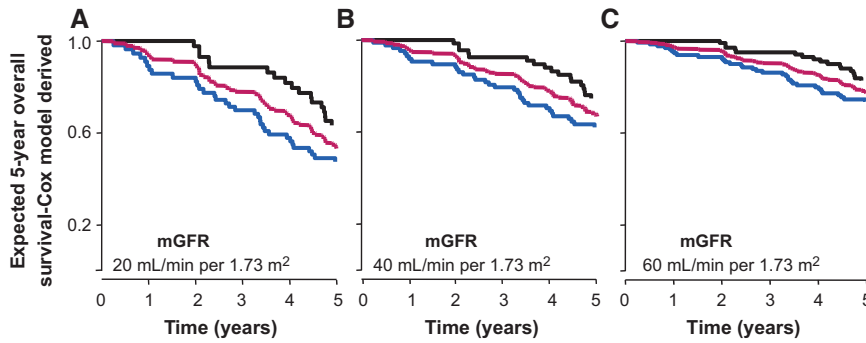 A
B
C
Expected 5-year overall
survival-Cox model derived
1.0
0.6
0.2
mGFR
20 mL/min per 1.73 m²
mGFR
40 mL/min per 1.73 m²
mGFR
60 mL/min per 1.73 m²
0 1 2 3 4 5
0 1 2 3 4 5
0 1 2 3 4 5
Time (years)
Time (years)
Time (years)